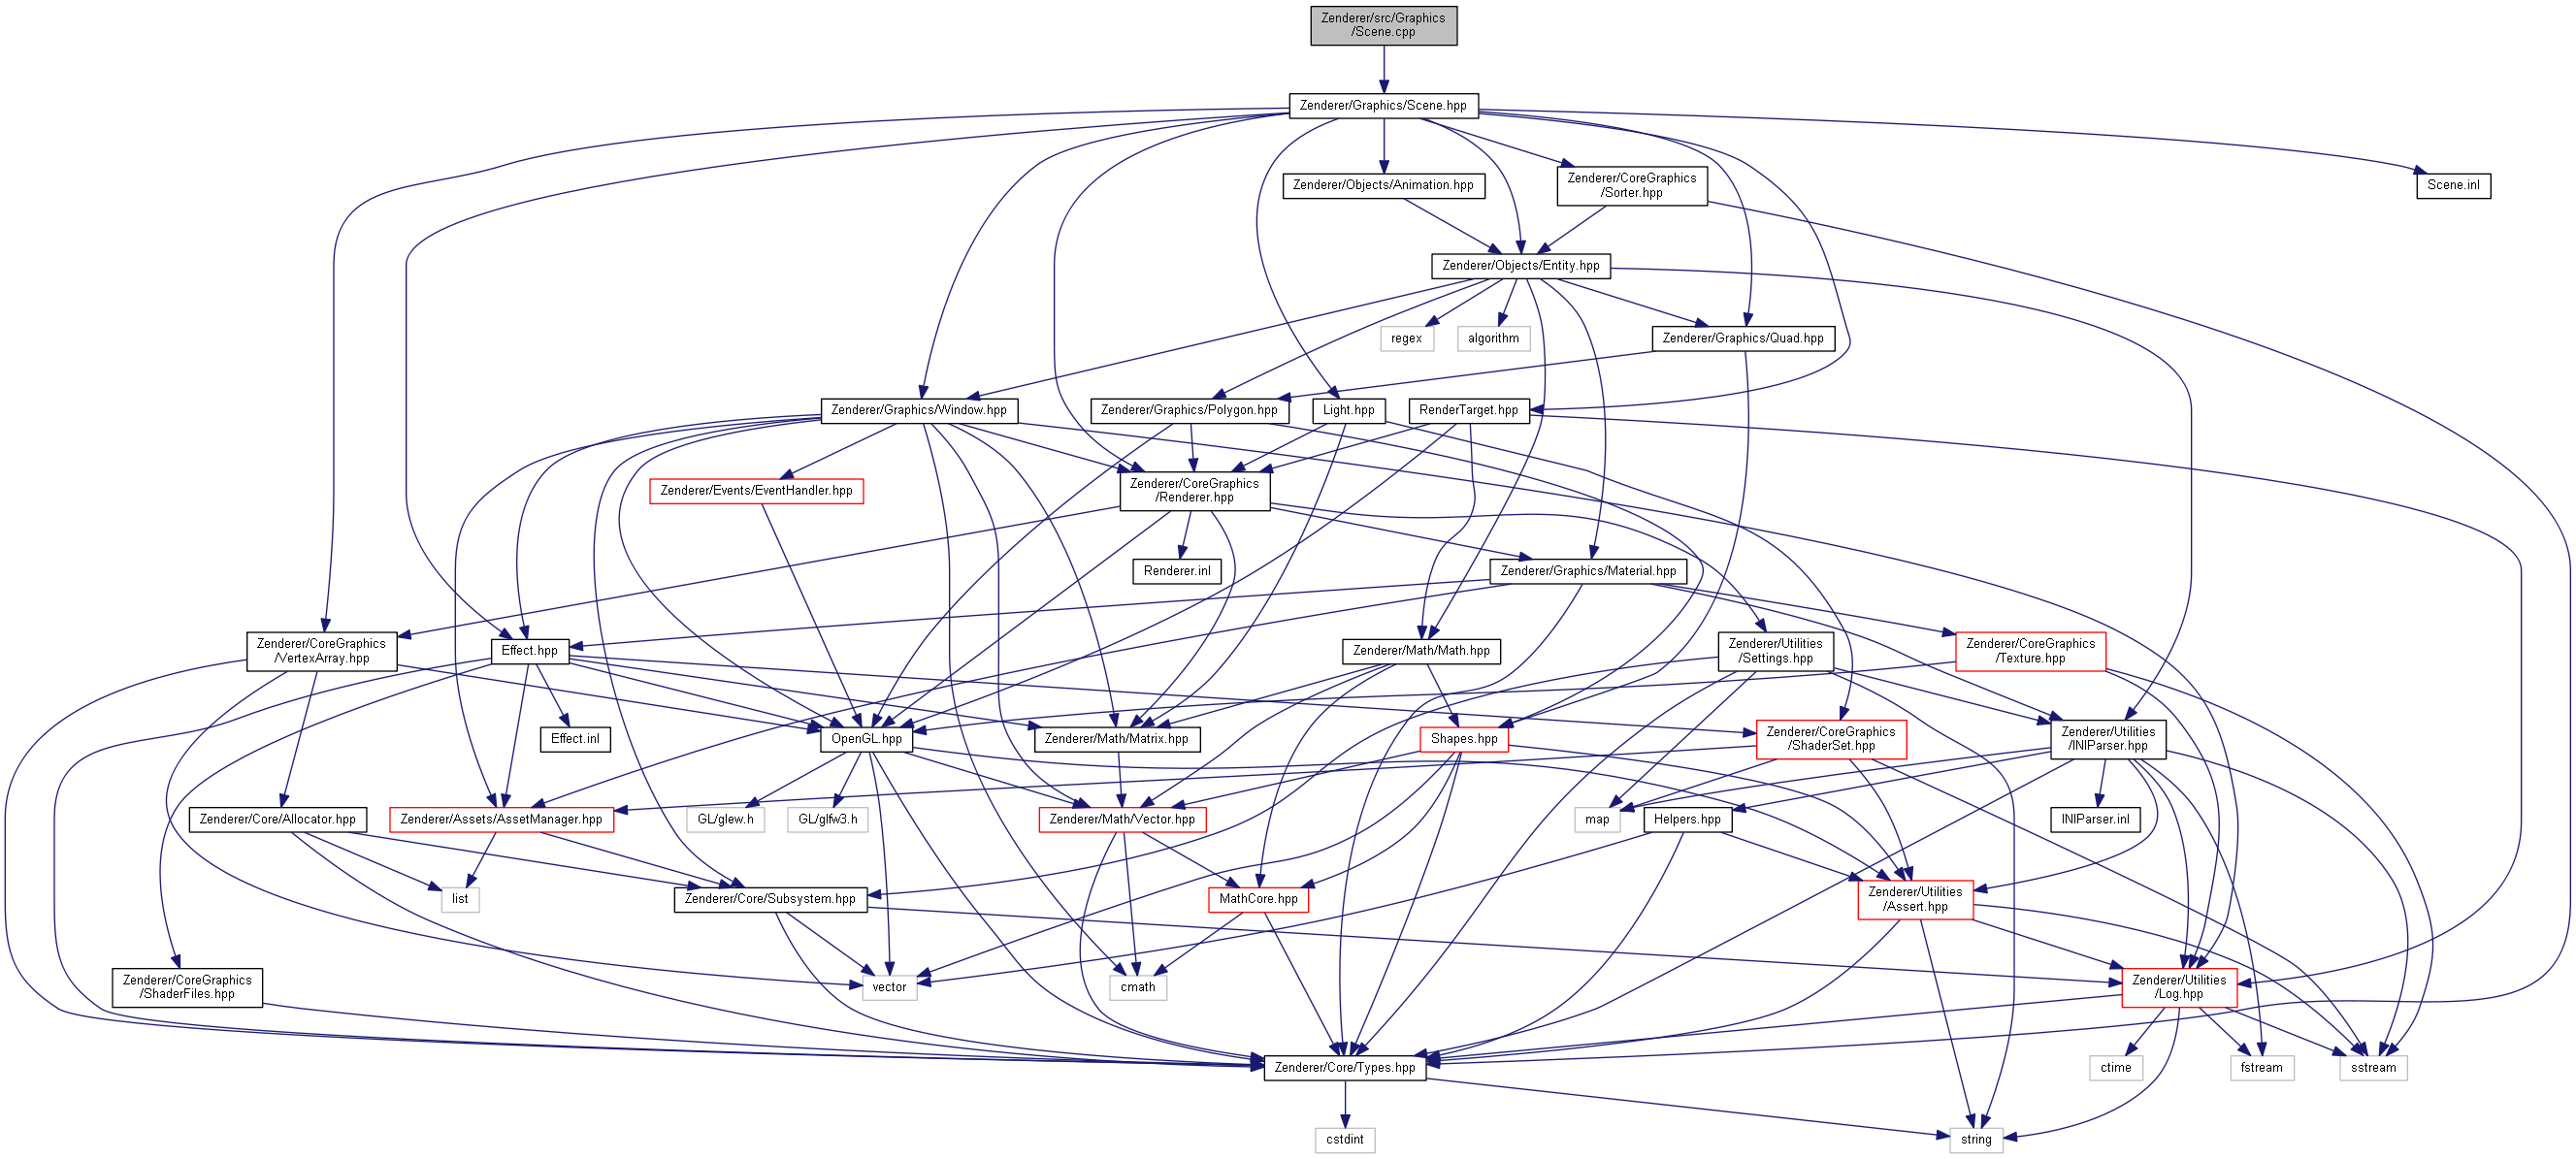 Zenderer/src/Graphics
/Scene.cpp
Zenderer/Graphics/Scene.hpp
Zenderer/Objects/Animation.hpp
Zenderer/CoreGraphics
/Sorter.hpp
Scene.inl
Zenderer/Objects/Entity.hpp
regex
algorithm
Zenderer/Graphics/Quad.hpp
Zenderer/Graphics/Window.hpp
Zenderer/Graphics/Polygon.hpp
Light.hpp
RenderTarget.hpp
Zenderer/Events/EventHandler.hpp
Zenderer/CoreGraphics
/Renderer.hpp
Renderer.inl
Zenderer/Graphics/Material.hpp
Zenderer/CoreGraphics
/VertexArray.hpp
Effect.hpp
Zenderer/Math/Math.hpp
Zenderer/Utilities
/Settings.hpp
Zenderer/CoreGraphics
/Texture.hpp
Effect.inl
OpenGL.hpp
Zenderer/Math/Matrix.hpp
Shapes.hpp
Zenderer/CoreGraphics
/ShaderSet.hpp
Zenderer/Utilities
/INIParser.hpp
Zenderer/Core/Allocator.hpp
Zenderer/Assets/AssetManager.hpp
GL/glew.h
GL/glfw3.h
Zenderer/Math/Vector.hpp
map
Helpers.hpp
INIParser.inl
list
Zenderer/Core/Subsystem.hpp
MathCore.hpp
Zenderer/Utilities
/Assert.hpp
Zenderer/CoreGraphics
/ShaderFiles.hpp
vector
cmath
Zenderer/Utilities
/Log.hpp
Zenderer/Core/Types.hpp
ctime
fstream
sstream
cstdint
string